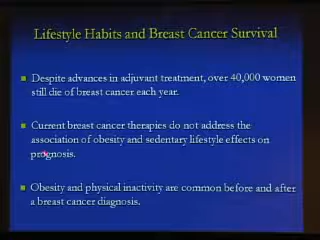 Lifestyle Habits and Breast Cancer Survival
Despite advances in adjuvant treatment, over 40,000 women
still die of breast cancer each year.
Current breast cancer therapies do not address the
association of obesity and sedentary lifestyle effects on
prognosis.
Obesity and physical inactivity are common before and after
a breast cancer diagnosis.